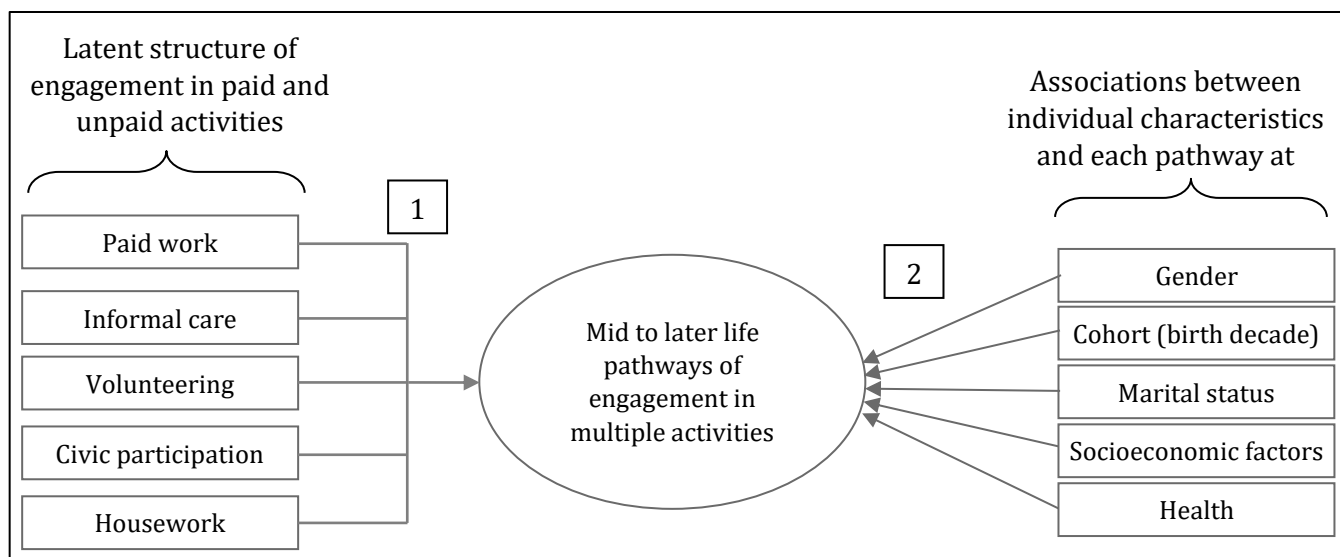 Latent structure of
engagement in paid and
unpaid activities
Paid work
Informal care
Volunteering
Civic participation
Housework
1
Mid to later life
pathways of
engagement in
multiple activities
2
Associations between
individual characteristics
and each pathway at
Gender
Cohort (birth decade)
Marital status
Socioeconomic factors
Health